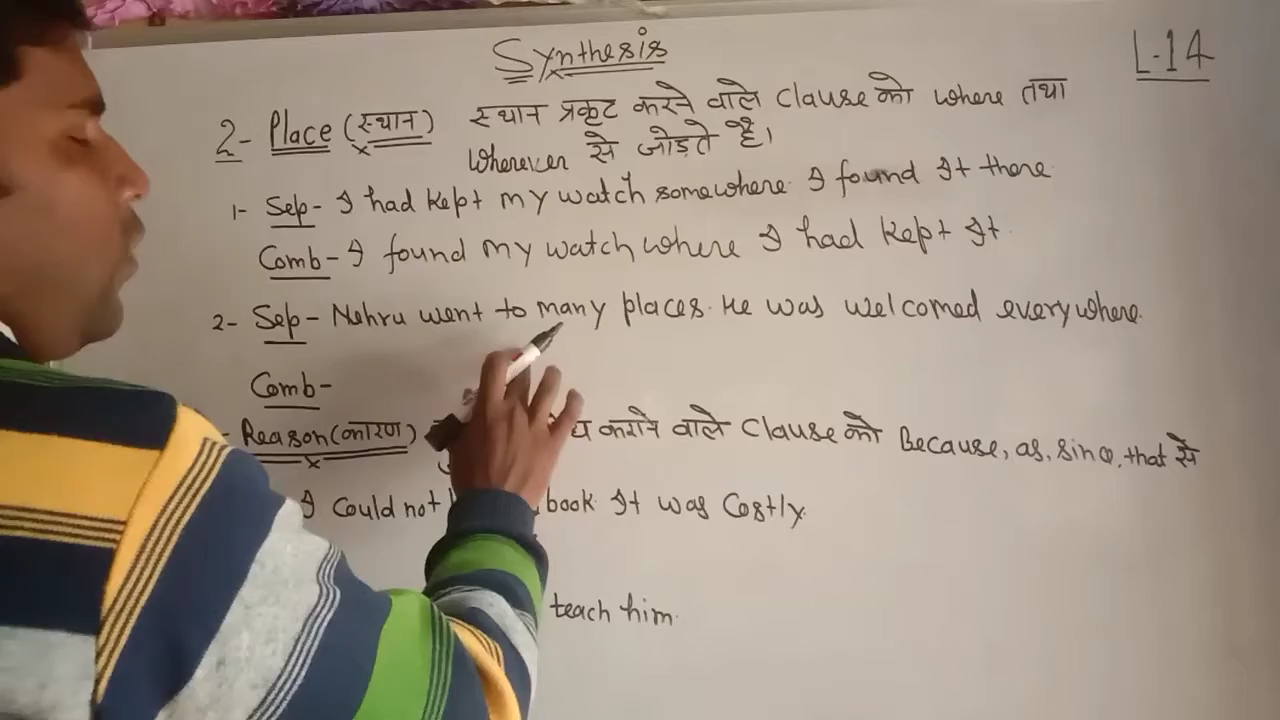 Synthesis
L-14
2- Place (स्थान) स्थान प्रकट करने वाले Clause को where तथा
wherever से जोड़ते है।
1- Sep- I had kept my watch somewhere. I found It there
Comb- I found my watch where I had kept It.
2- Sep- Nehru went to many places. He was welcomed everywhere.
Comb-
Reason (कारण) कराने वाले Clause को Because, as, since, that से
I could not book. It was Costly.
teach him.